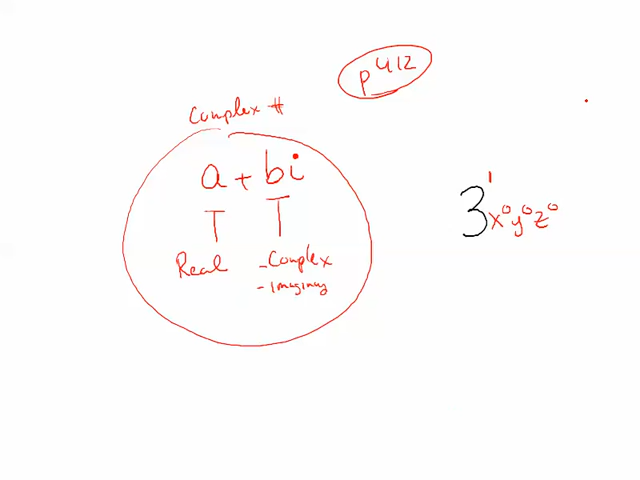 p412
Complex #
a + bi
Real
- Complex
- Imaginary
3¹x⁰y⁰z⁰